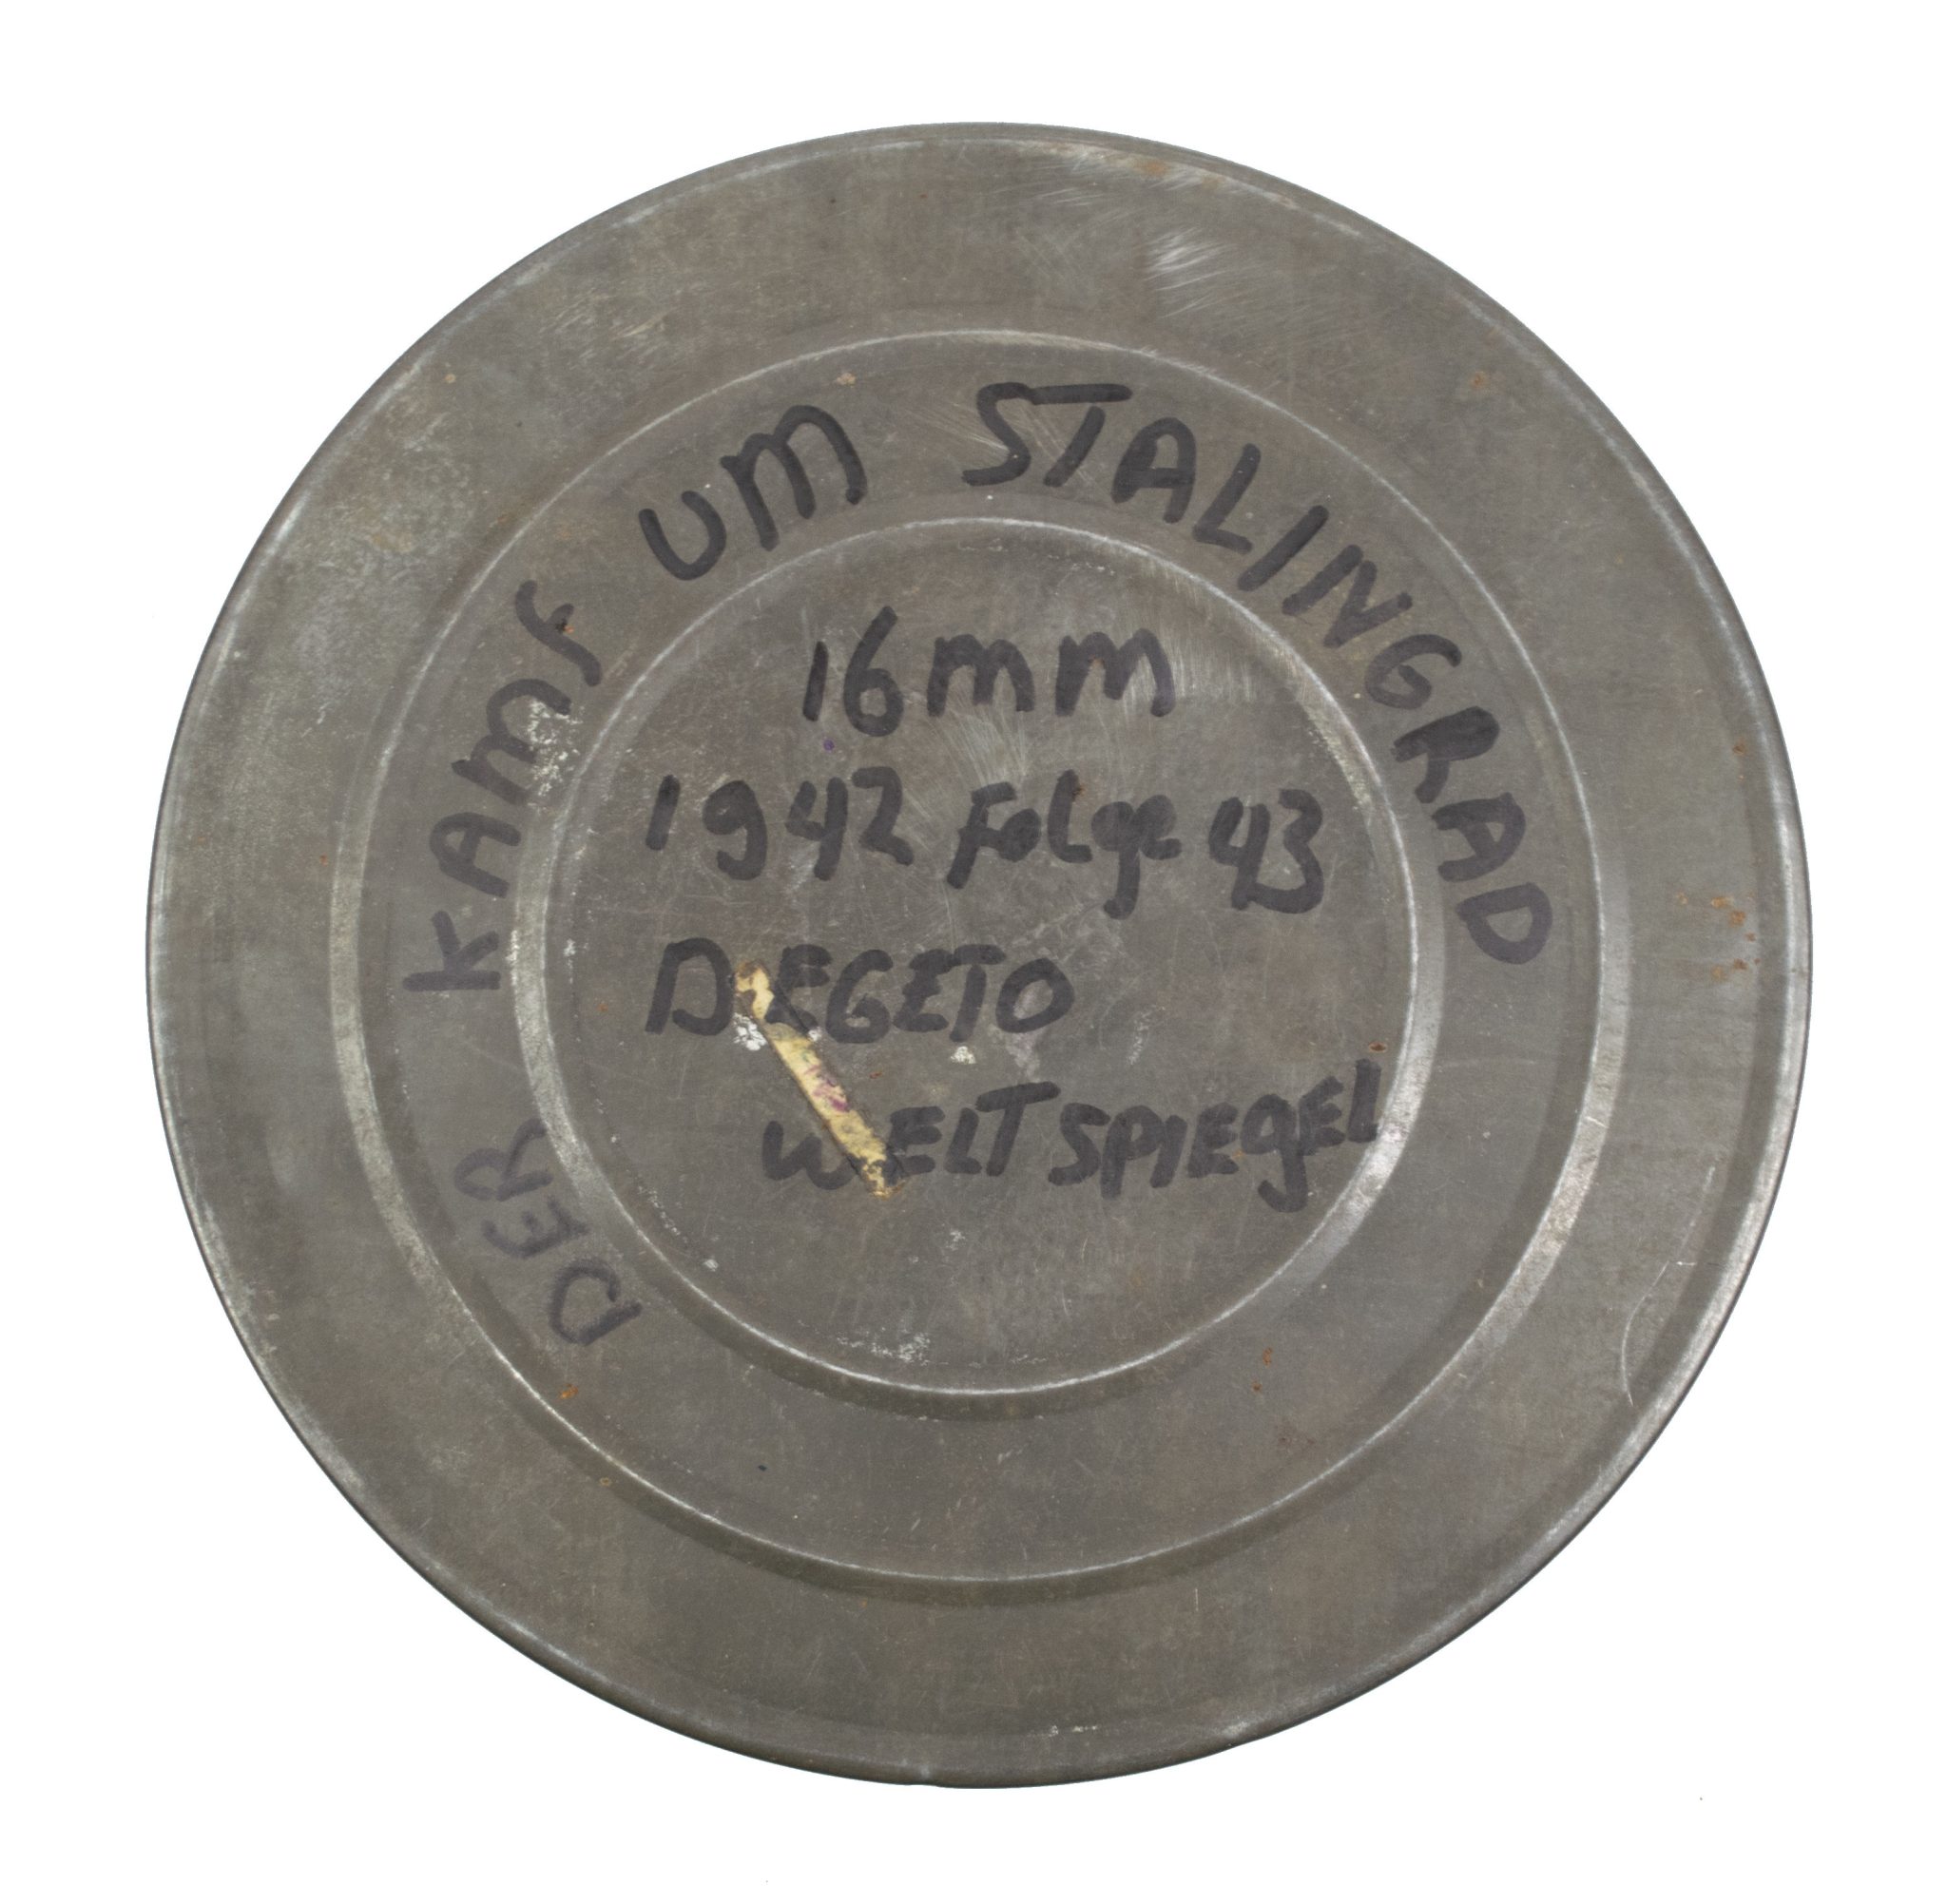 DER KAMF UM STALINGRAD
16mm
1942 Folge 43
DEGETO
WELTSPIEGEL